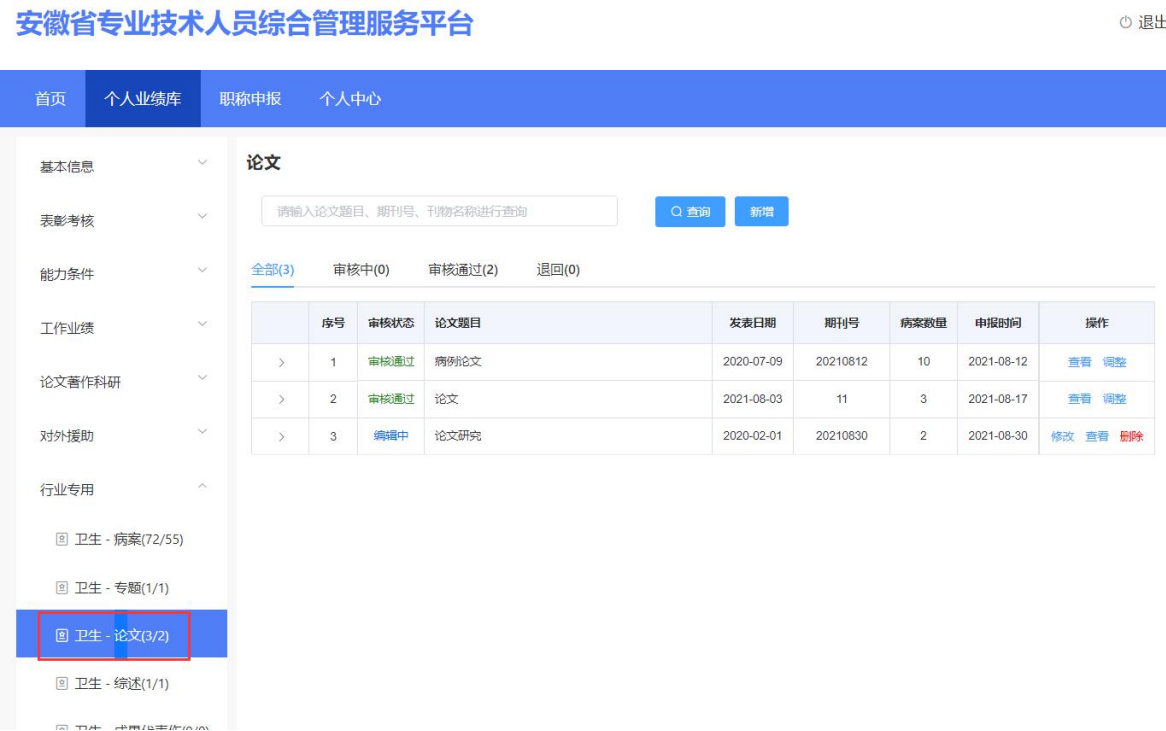 安徽省专业技术人员综合管理服务平台
退出
首页 个人业绩库 职称申报 个人中心
基本信息
表彰考核
能力条件
工作业绩
论文著作科研
对外援助
行业专用
卫生 - 病案(72/55)
卫生 - 专题(1/1)
卫生 - 论文(3/2)
卫生 - 综述(1/1)
论文
请输入论文题目、期刊号、刊物名称进行查询 查询 新增
全部(3) 审核中(0) 审核通过(2) 退回(0)
序号 审核状态 论文题目 发表日期 期刊号 病案数量 申报时间 操作
1 审核通过 病例论文 2020-07-09 20210812 10 2021-08-12 查看 调整
2 审核通过 论文 2021-08-03 11 3 2021-08-17 查看 调整
3 编辑中 论文研究 2020-02-01 20210830 2 2021-08-30 修改 查看 删除